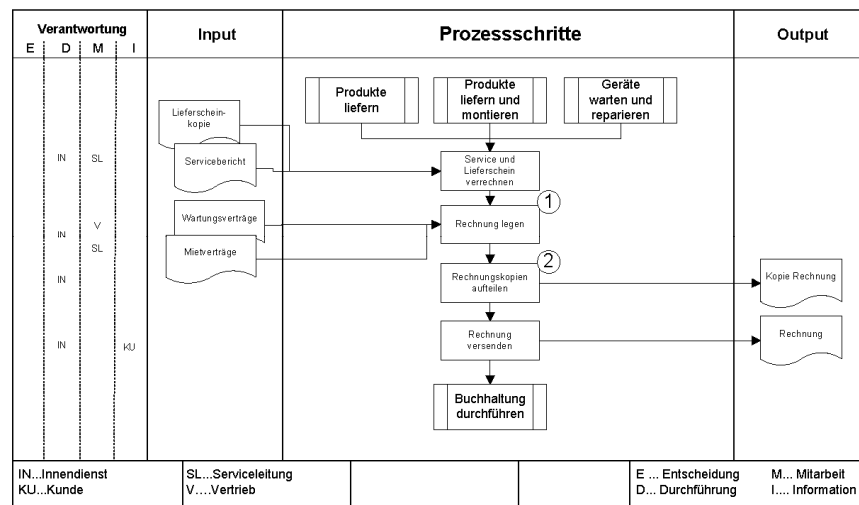 Verantwortung
E D M I
Input
Prozessschritte
Output
Produkte
liefern
Produkte
liefern und
montieren
Geräte
warten und
reparieren
Lieferschein-
kopie
IN SL
Servicebericht
Service und
Lieferschein
verrechnen
1
V
IN
SL
Wartungsverträge
Mietverträge
Rechnung legen
2
IN
Rechnungskopien
aufteilen
Kopie Rechnung
IN KU
Rechnung
versenden
Rechnung
Buchhaltung
durchführen
IN...Innendienst
KU...Kunde
SL...Serviceleitung
V....Vertrieb
E ... Entscheidung
D... Durchführung
M... Mitarbeit
I.... Information